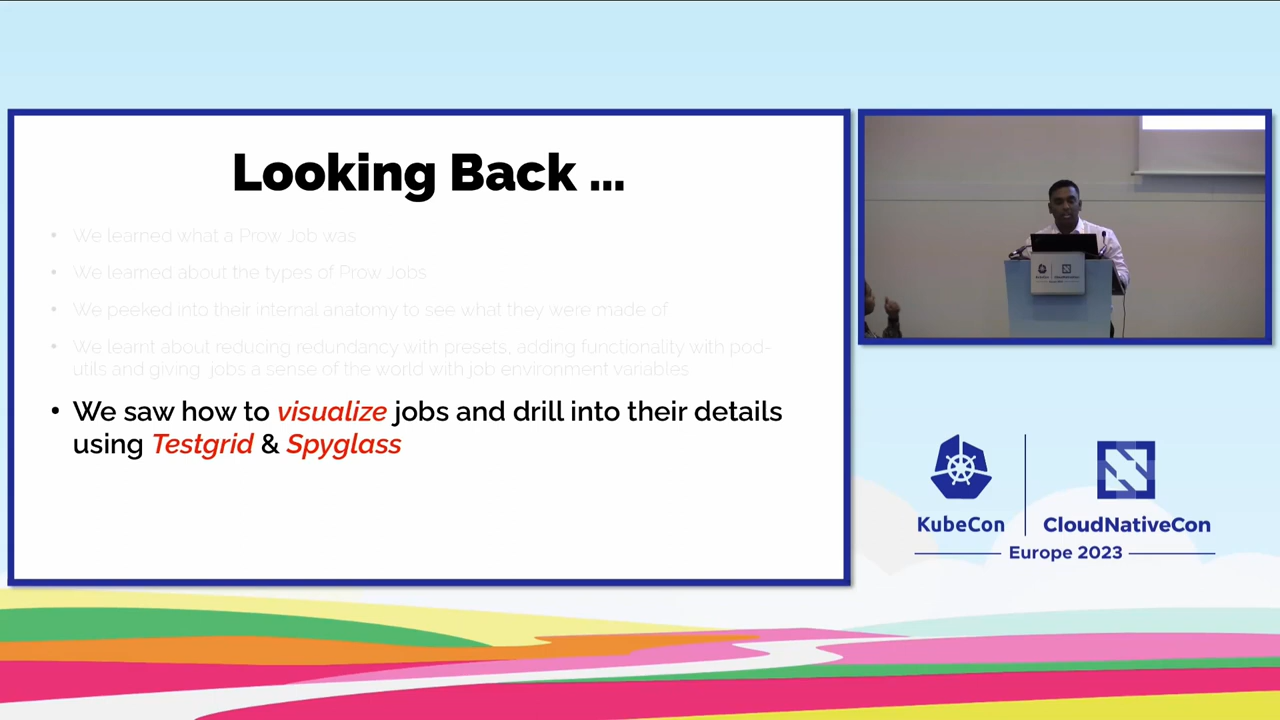 Looking Back ...
• We learned what a Prow Job was
• We learned about the types of Prow Jobs
• We peeked into their internal anatomy to see what they were made of
• We learnt about reducing redundancy with presets, adding functionality with pod-
utils and giving jobs a sense of the world with job environment variables
• We saw how to visualize jobs and drill into their details
using Testgrid & Spyglass
KubeCon
CloudNativeCon
Europe 2023